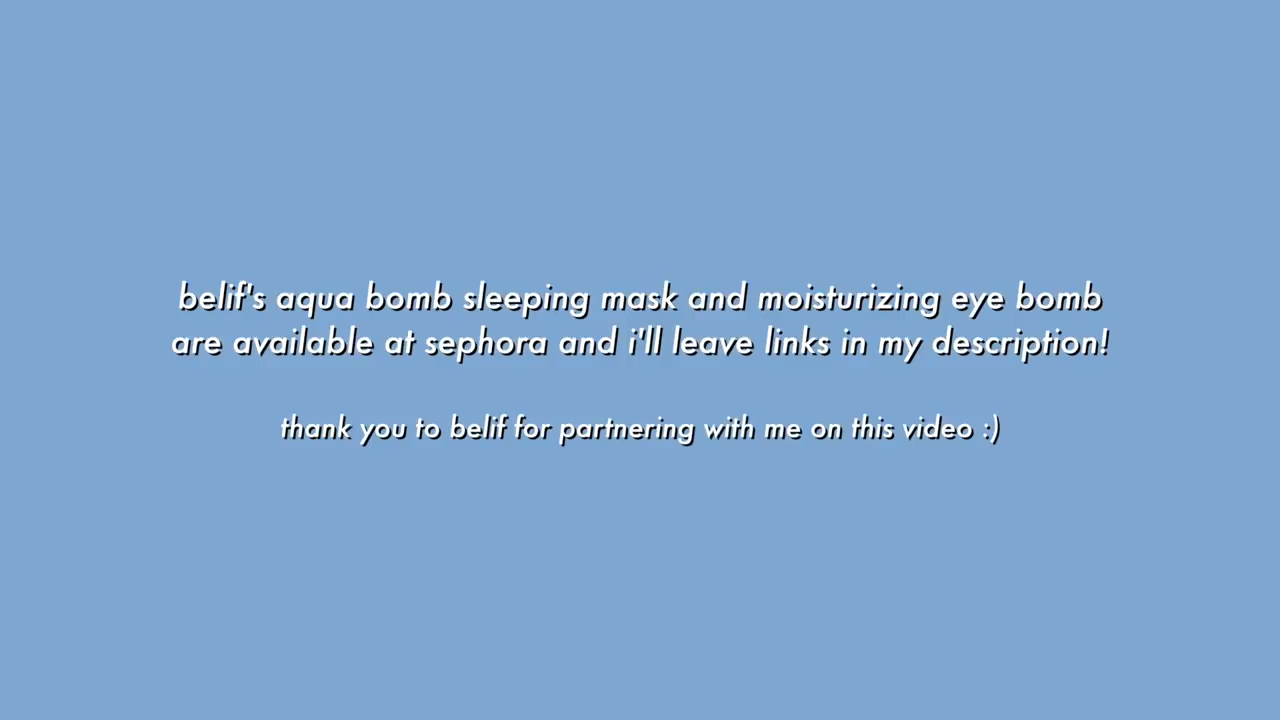 belif's aqua bomb sleeping mask and moisturizing eye bomb
are available at sephora and i'll leave links in my description!
thank you to belif for partnering with me on this video :)